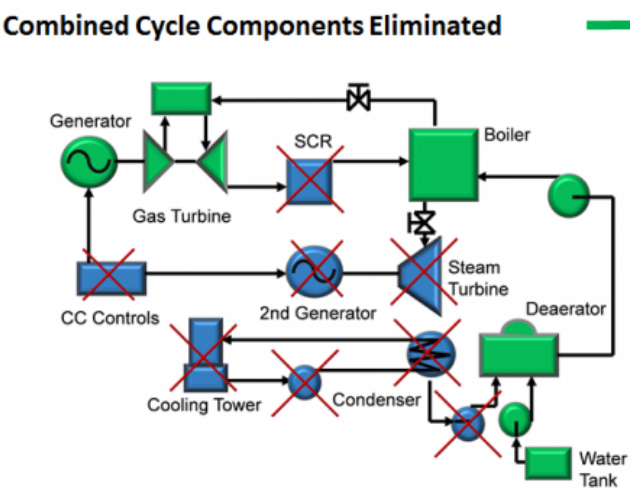 Combined Cycle Components Eliminated
Generator
SCR
Boiler
Gas Turbine
Steam
Turbine
CC Controls
2nd Generator
Deaerator
Cooling Tower
Condenser
Water
Tank